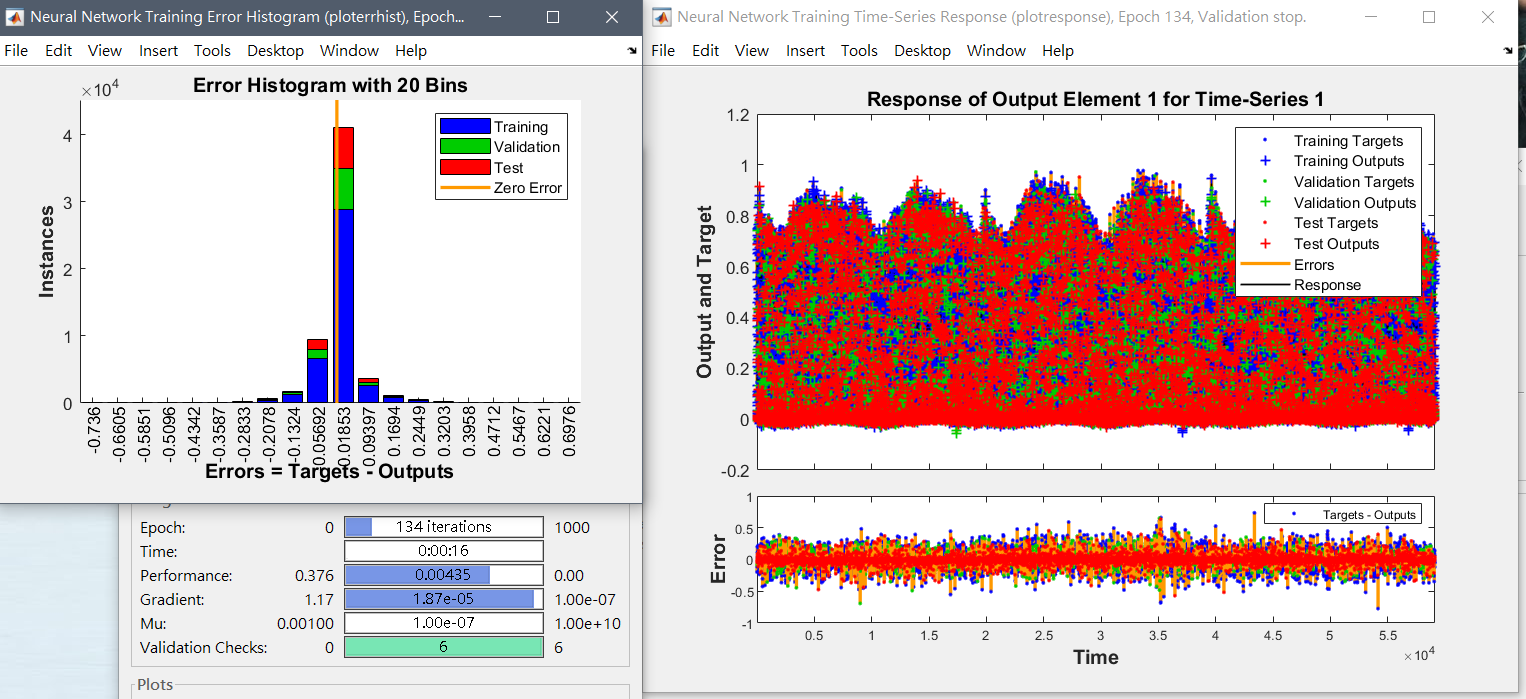 Neural Network Training Error Histogram (ploterrhist), Epoch...
File Edit View Insert Tools Desktop Window Help
Error Histogram with 20 Bins
×10^4
Instances
4
3
2
1
0
Training
Validation
Test
Zero Error
-0.736
-0.6605
-0.5851
-0.5096
-0.4342
-0.3587
-0.2833
-0.2078
-0.1324
-0.05692
0.01853
0.09397
0.1694
0.2449
0.3203
0.3958
0.4712
0.5467
0.6221
0.6976
Errors = Targets - Outputs
Epoch: 0 134 iterations 1000
Time: 0:00:16
Performance: 0.376 0.00435 0.00
Gradient: 1.17 1.87e-05 1.00e-07
Mu: 0.00100 1.00e-07 1.00e+10
Validation Checks: 0 6 6
Plots
Neural Network Training Time-Series Response (plotresponse), Epoch 134, Validation stop.
File Edit View Insert Tools Desktop Window Help
Response of Output Element 1 for Time-Series 1
Output and Target
1.2
1
0.8
0.6
0.4
0.2
0
-0.2
Training Targets
Training Outputs
Validation Targets
Validation Outputs
Test Targets
Test Outputs
Errors
Response
Error
1
0.5
0
-0.5
-1
Targets - Outputs
0.5 1 1.5 2 2.5 3 3.5 4 4.5 5 5.5
Time
×10^4